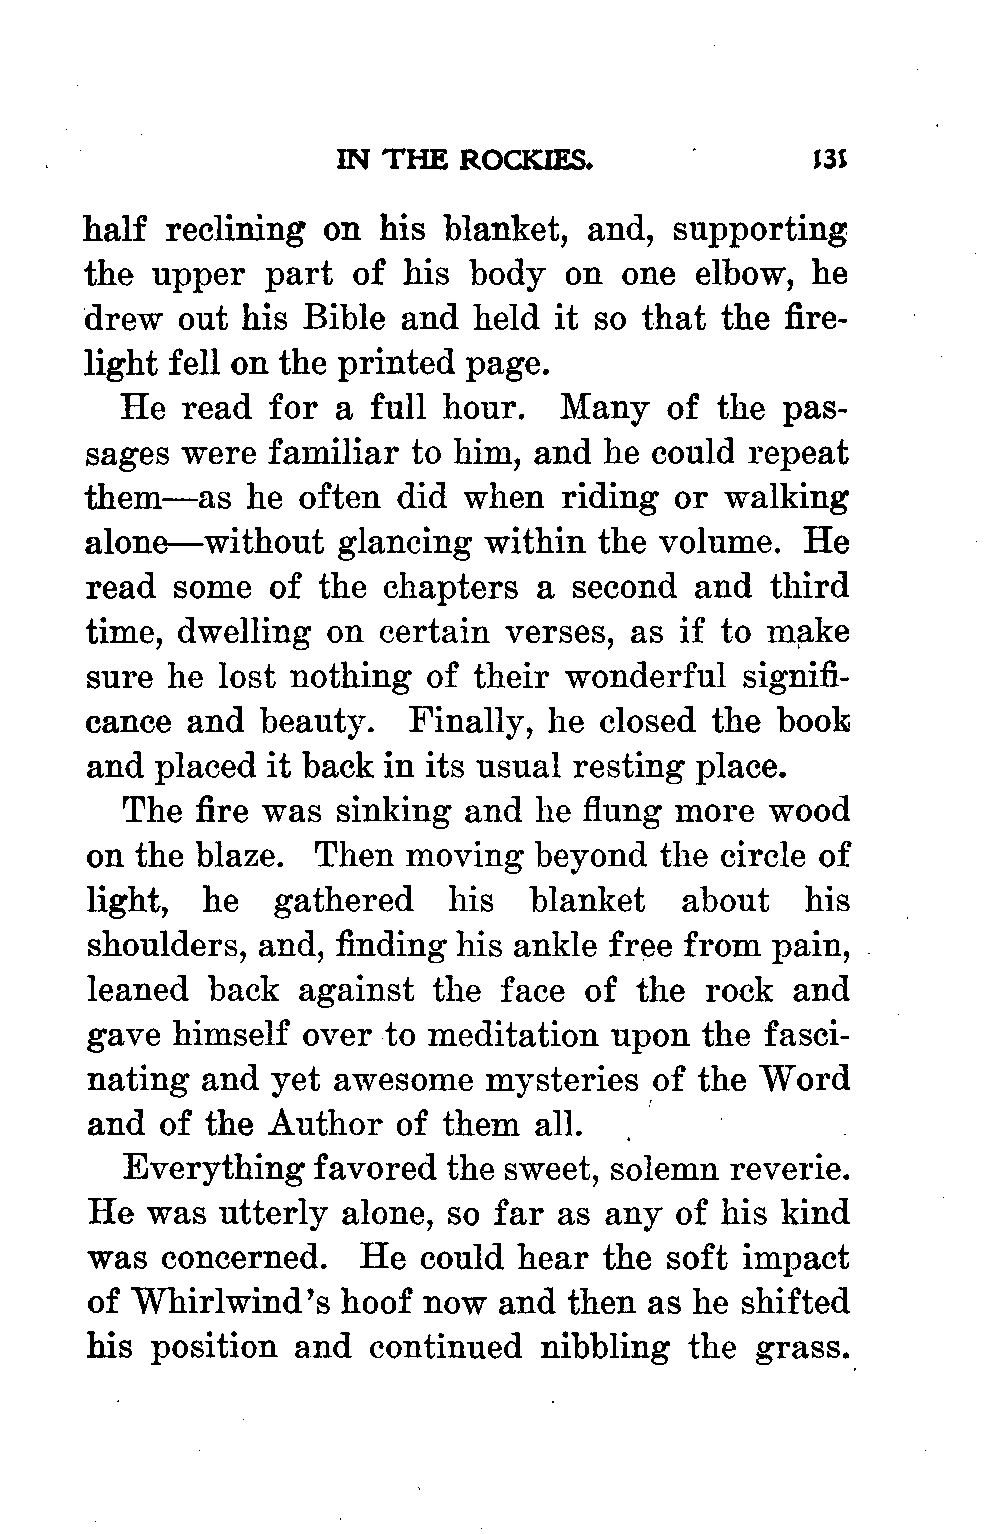 IN THE ROCKIES. 131
half reclining on his blanket, and, supporting
the upper part of his body on one elbow, he
drew out his Bible and held it so that the fire-
light fell on the printed page.
He read for a full hour. Many of the pas-
sages were familiar to him, and he could repeat
them—as he often did when riding or walking
alone—without glancing within the volume. He
read some of the chapters a second and third
time, dwelling on certain verses, as if to make
sure he lost nothing of their wonderful signifi-
cance and beauty. Finally, he closed the book
and placed it back in its usual resting place.
The fire was sinking and he flung more wood
on the blaze. Then moving beyond the circle of
light, he gathered his blanket about his
shoulders, and, finding his ankle free from pain,
leaned back against the face of the rock and
gave himself over to meditation upon the fasci-
nating and yet awesome mysteries of the Word
and of the Author of them all.
Everything favored the sweet, solemn reverie.
He was utterly alone, so far as any of his kind
was concerned. He could hear the soft impact
of Whirlwind's hoof now and then as he shifted
his position and continued nibbling the grass.